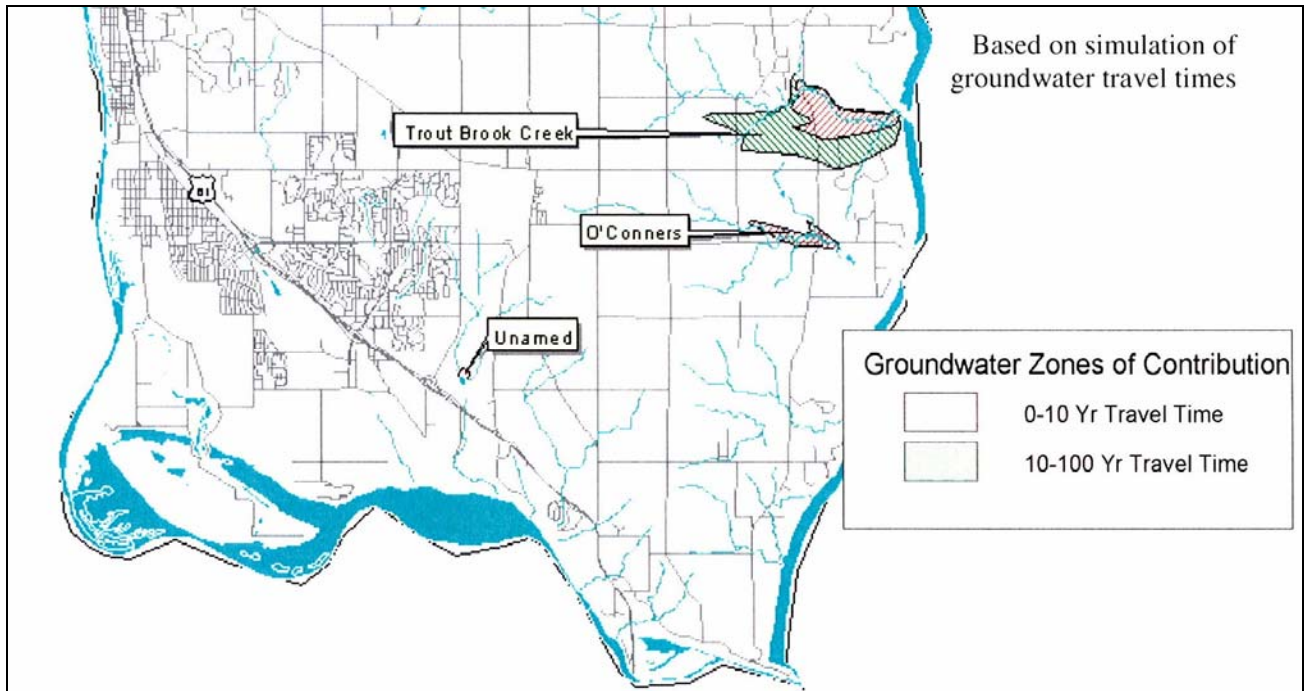 Based on simulation of
groundwater travel times
Trout Brook Creek
61
O'Conners
Unamed
Groundwater Zones of Contribution
0-10 Yr Travel Time
10-100 Yr Travel Time